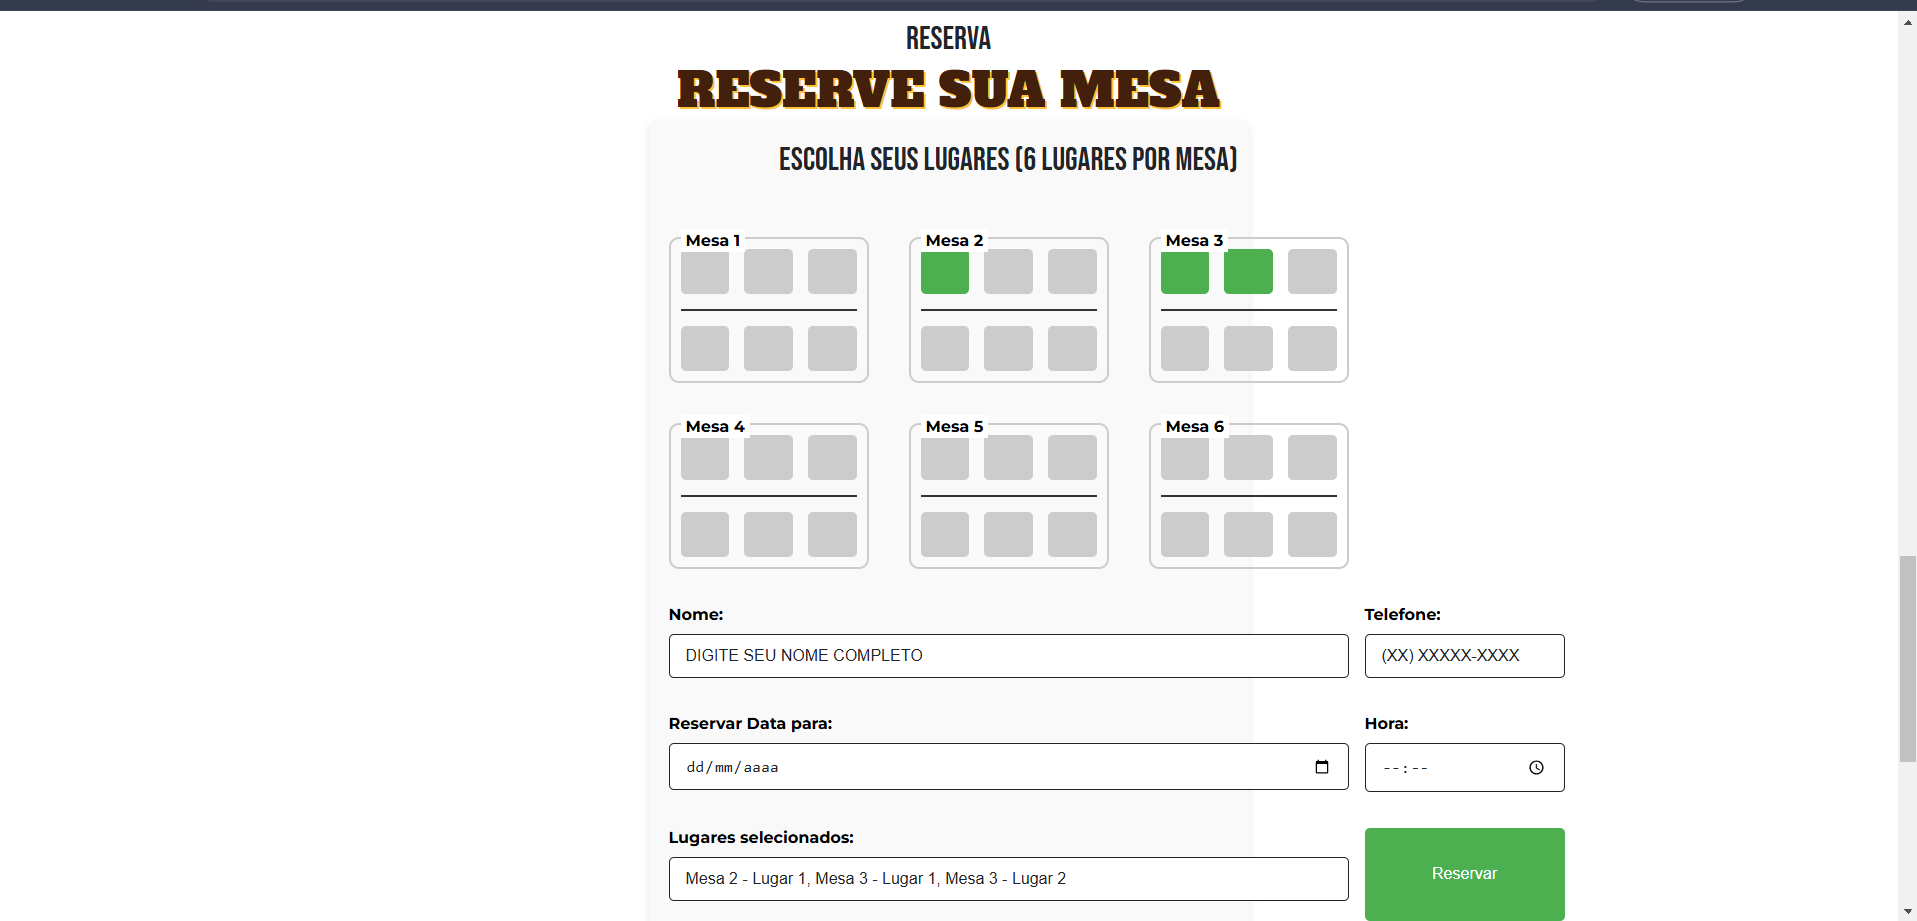 RESERVA
RESERVE SUA MESA
ESCOLHA SEUS LUGARES (6 LUGARES POR MESA)
Mesa 1
Mesa 2
Mesa 3
Mesa 4
Mesa 5
Mesa 6
Nome:
Telefone:
DIGITE SEU NOME COMPLETO
(XX) XXXXX-XXXX
Reservar Data para:
Hora:
dd/mm/aaaa
--:--
Lugares selecionados:
Mesa 2 - Lugar 1, Mesa 3 - Lugar 1, Mesa 3 - Lugar 2
Reservar